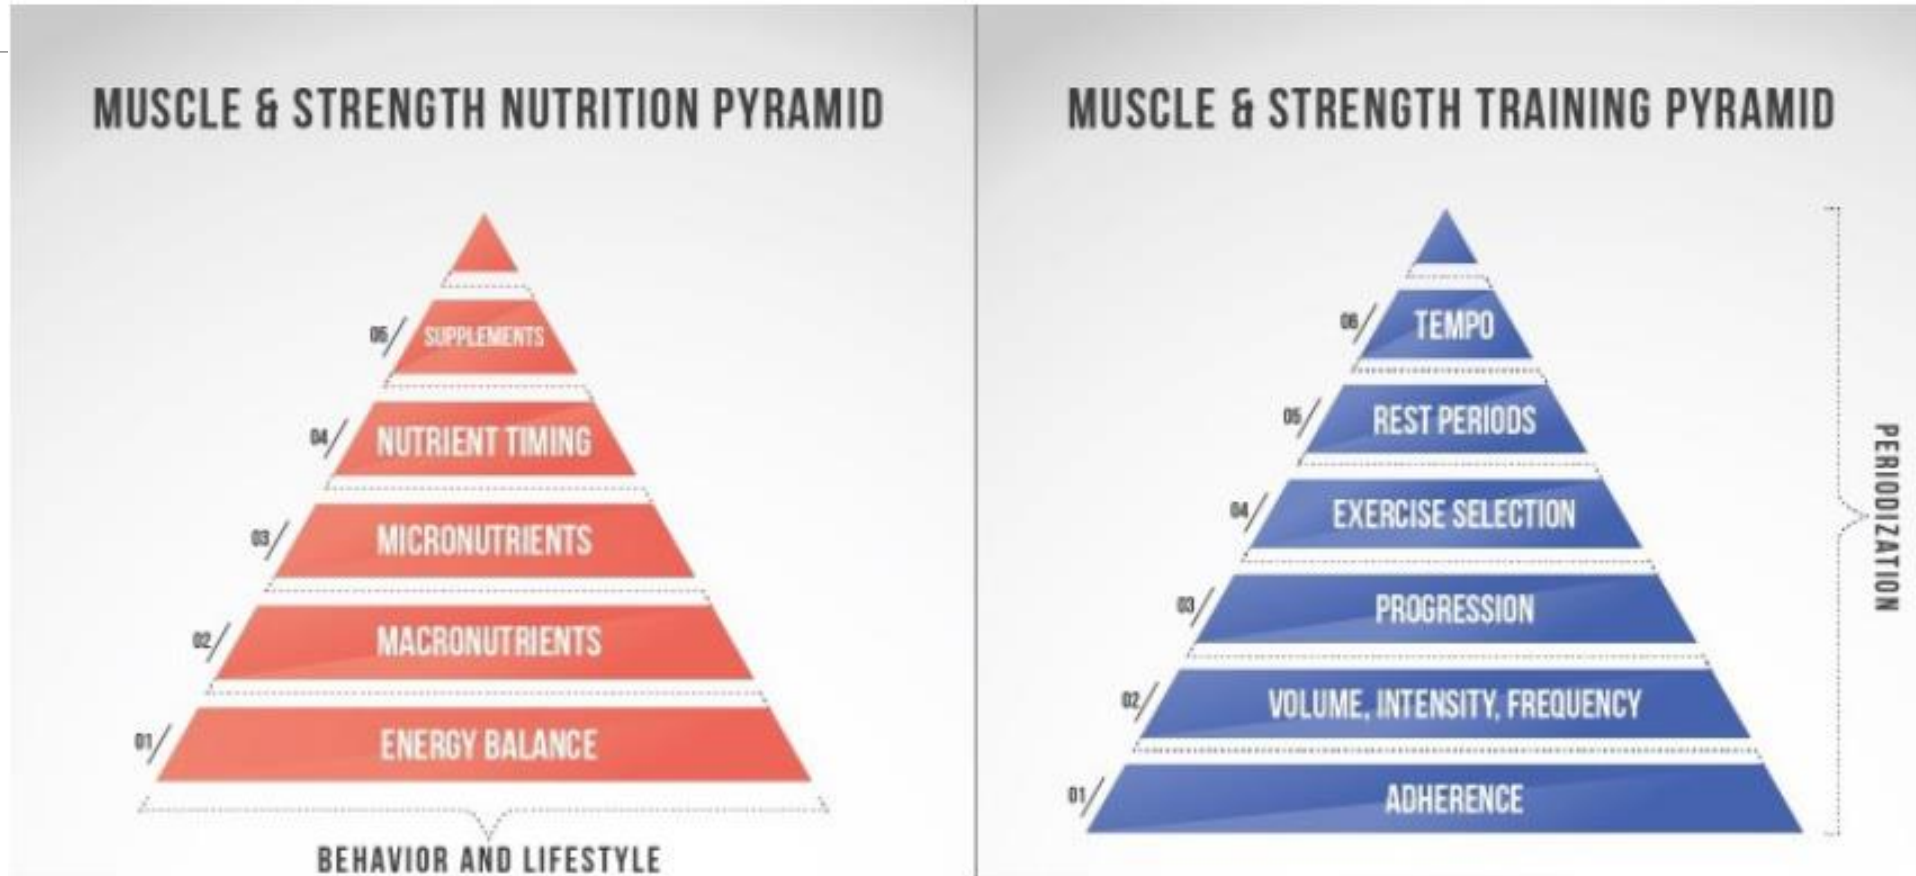 MUSCLE & STRENGTH NUTRITION PYRAMID
05
SUPPLEMENTS
04
NUTRIENT TIMING
03
MICRONUTRIENTS
02
MACRONUTRIENTS
01
ENERGY BALANCE
BEHAVIOR AND LIFESTYLE
MUSCLE & STRENGTH TRAINING PYRAMID
06
TEMPO
05
REST PERIODS
04
EXERCISE SELECTION
03
PROGRESSION
02
VOLUME, INTENSITY, FREQUENCY
01
ADHERENCE
PERIODIZATION